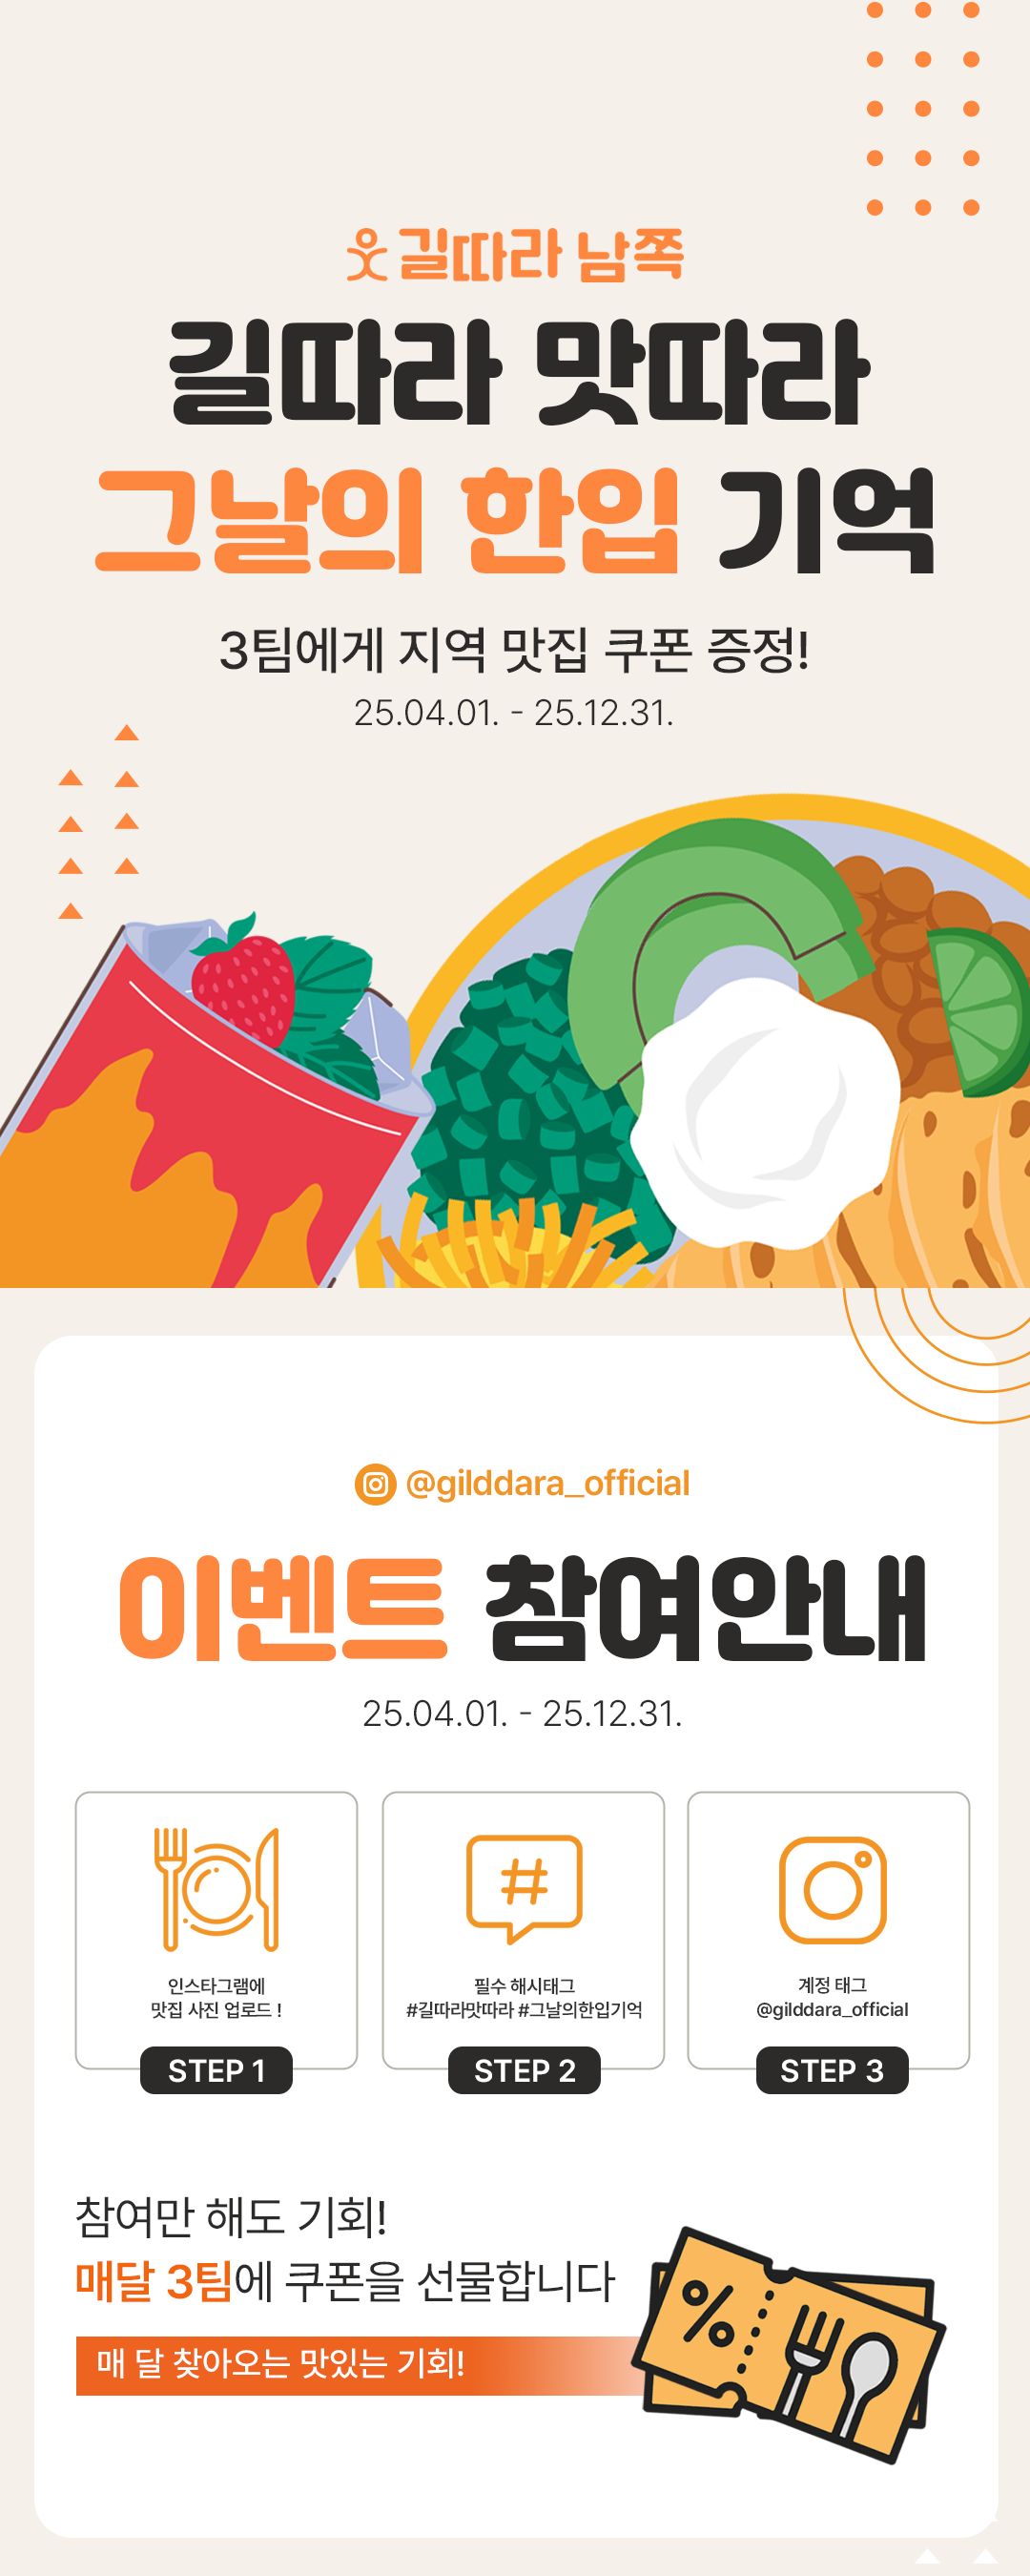 길따라 남쪽
길따라 맛따라
그날의 한입 기억
3팀에게 지역 맛집 쿠폰 증정!
25.04.01. - 25.12.31.
@gilddara_official
이벤트 참여안내
25.04.01. - 25.12.31.
인스타그램에
맛집 사진 업로드 !
STEP 1
#
필수 해시태그
#길따라맛따라 #그날의한입기억
STEP 2
계정 태그
@gilddara_official
STEP 3
참여만 해도 기회!
매달 3팀에 쿠폰을 선물합니다
매 달 찾아오는 맛있는 기회!
%